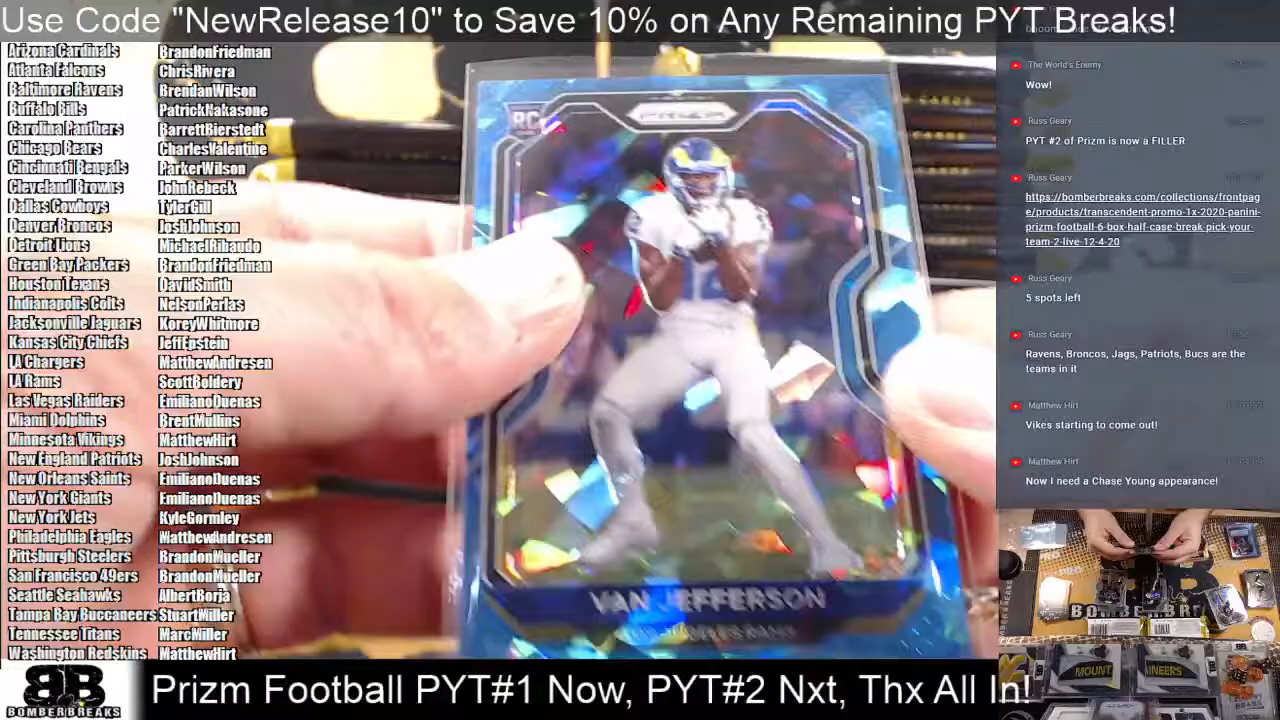 Use Code "NewRelease10" to Save 10% on Any Remaining PYT Breaks!
Arizona Cardinals BrandonFriedman
Atlanta Falcons ChrisRivera
Baltimore Ravens BrendanWilson
Buffalo Bills PatrickNakasone
Carolina Panthers BarrettBierstedt
Chicago Bears CharlesValentine
Cincinnati Bengals ParkerWilson
Cleveland Browns JohnRebeck
Dallas Cowboys TylerGill
Denver Broncos JoshJohnson
Detroit Lions MichaelRibaudo
Green Bay Packers BrandonFriedman
Houston Texans DavidSmith
Indianapolis Colts NelsonPerlas
Jacksonville Jaguars KoreyWhitmore
Kansas City Chiefs JeffEpstein
LA Chargers MatthewAndresen
LA Rams ScottBoldery
Las Vegas Raiders EmilianoDuenas
Miami Dolphins BrentMullins
Minnesota Vikings MatthewHirt
New England Patriots JoshJohnson
New Orleans Saints EmilianoDuenas
New York Giants EmilianoDuenas
New York Jets KyleGormley
Philadelphia Eagles MatthewAndresen
Pittsburgh Steelers BrandonMueller
San Francisco 49ers BrandonMueller
Seattle Seahawks AlbertBorja
Tampa Bay Buccaneers StuartMiller
Tennessee Titans MarcMiller
Washington Redskins MatthewHirt
RC
PRIZM
VAN JEFFERSON
The World's Enemy
Wow!
Russ Geary
PYT #2 of Prizm is now a FILLER
Russ Geary
https://bomberbreaks.com/collections/frontpag
e/products/transcendent-promo-1x-2020-panini-
prizm-football-6-box-half-case-break-pick-your-
team-2-live-12-4-20
Russ Geary
5 spots left
Russ Geary
Ravens, Broncos, Jags, Patriots, Bucs are the
teams in it
Matthew Hirt
Vikes starting to come out!
Matthew Hirt
Now I need a Chase Young appearance!
MOUNT
INEERS
BB
BOMBERBREAKS
Prizm Football PYT#1 Now, PYT#2 Nxt, Thx All In!